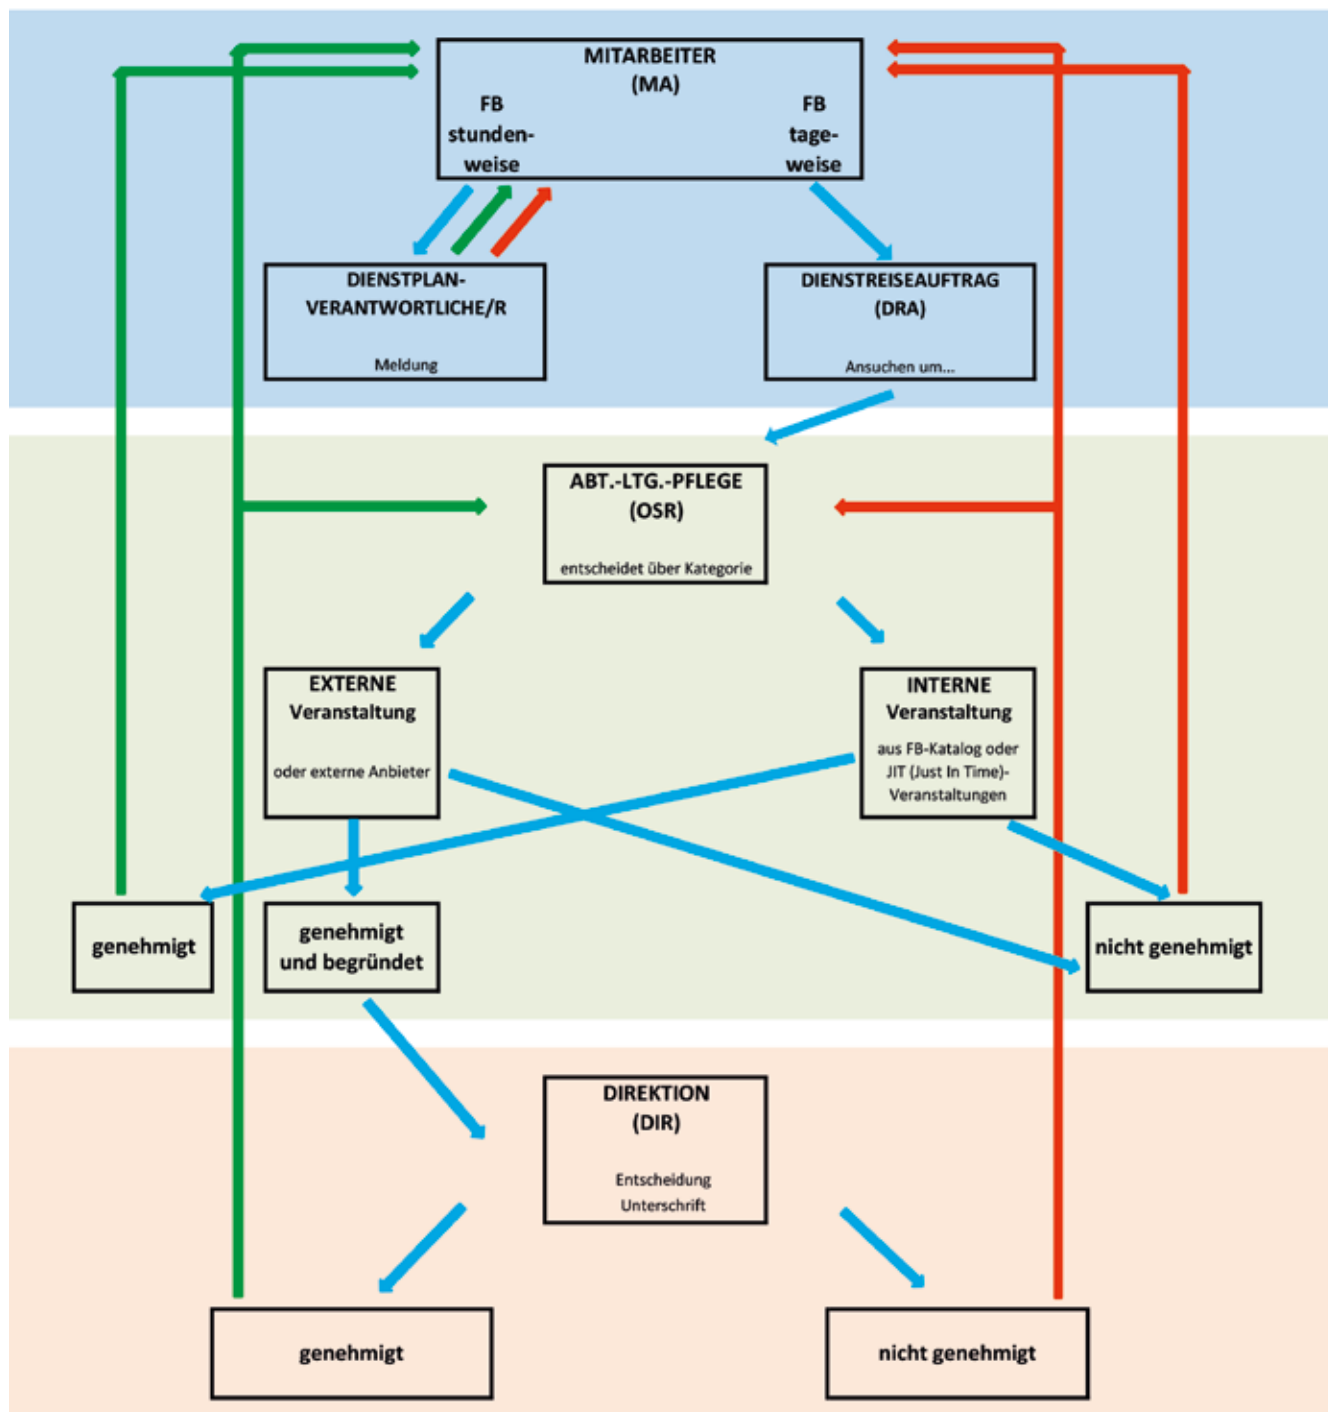 MITARBEITER
(MA)
FB
stunden-
weise
FB
tage-
weise
DIENSTPLAN-
VERANTWORTLICHE/R
Meldung
DIENSTREISEAUFTRAG
(DRA)
Ansuchen um...
ABT.-LTG.-PFLEGE
(OSR)
entscheidet über Kategorie
EXTERNE
Veranstaltung
oder externe Anbieter
INTERNE
Veranstaltung
aus FB-Katalog oder
JIT (Just In Time)-
Veranstaltungen
genehmigt
genehmigt
und begründet
nicht genehmigt
DIREKTION
(DIR)
Entscheidung
Unterschrift
genehmigt
nicht genehmigt